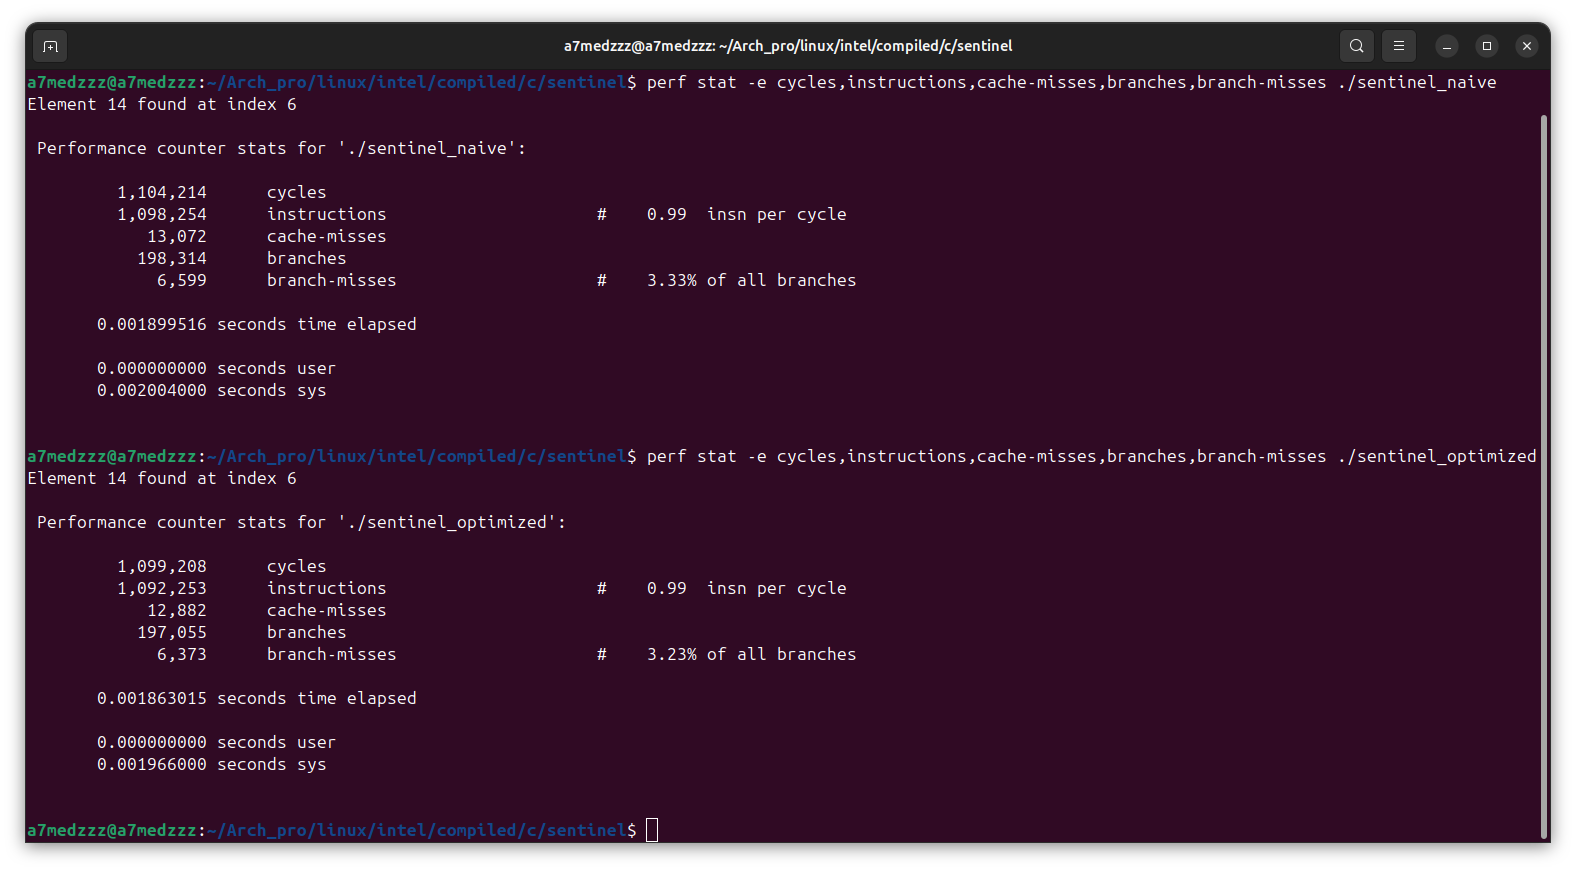 a7medzzz@a7medzzz: ~/Arch_pro/linux/intel/compiled/c/sentinel
a7medzzz@a7medzzz:~/Arch_pro/linux/intel/compiled/c/sentinel$ perf stat -e cycles,instructions,cache-misses,branches,branch-misses ./sentinel_naive
Element 14 found at index 6
Performance counter stats for './sentinel_naive':
1,104,214      cycles
1,098,254      instructions                     #    0.99  insn per cycle
13,072      cache-misses
198,314      branches
6,599      branch-misses                    #    3.33% of all branches
0.001899516 seconds time elapsed
0.000000000 seconds user
0.002004000 seconds sys
a7medzzz@a7medzzz:~/Arch_pro/linux/intel/compiled/c/sentinel$ perf stat -e cycles,instructions,cache-misses,branches,branch-misses ./sentinel_optimized
Element 14 found at index 6
Performance counter stats for './sentinel_optimized':
1,099,208      cycles
1,092,253      instructions                     #    0.99  insn per cycle
12,882      cache-misses
197,055      branches
6,373      branch-misses                    #    3.23% of all branches
0.001863015 seconds time elapsed
0.000000000 seconds user
0.001966000 seconds sys
a7medzzz@a7medzzz:~/Arch_pro/linux/intel/compiled/c/sentinel$